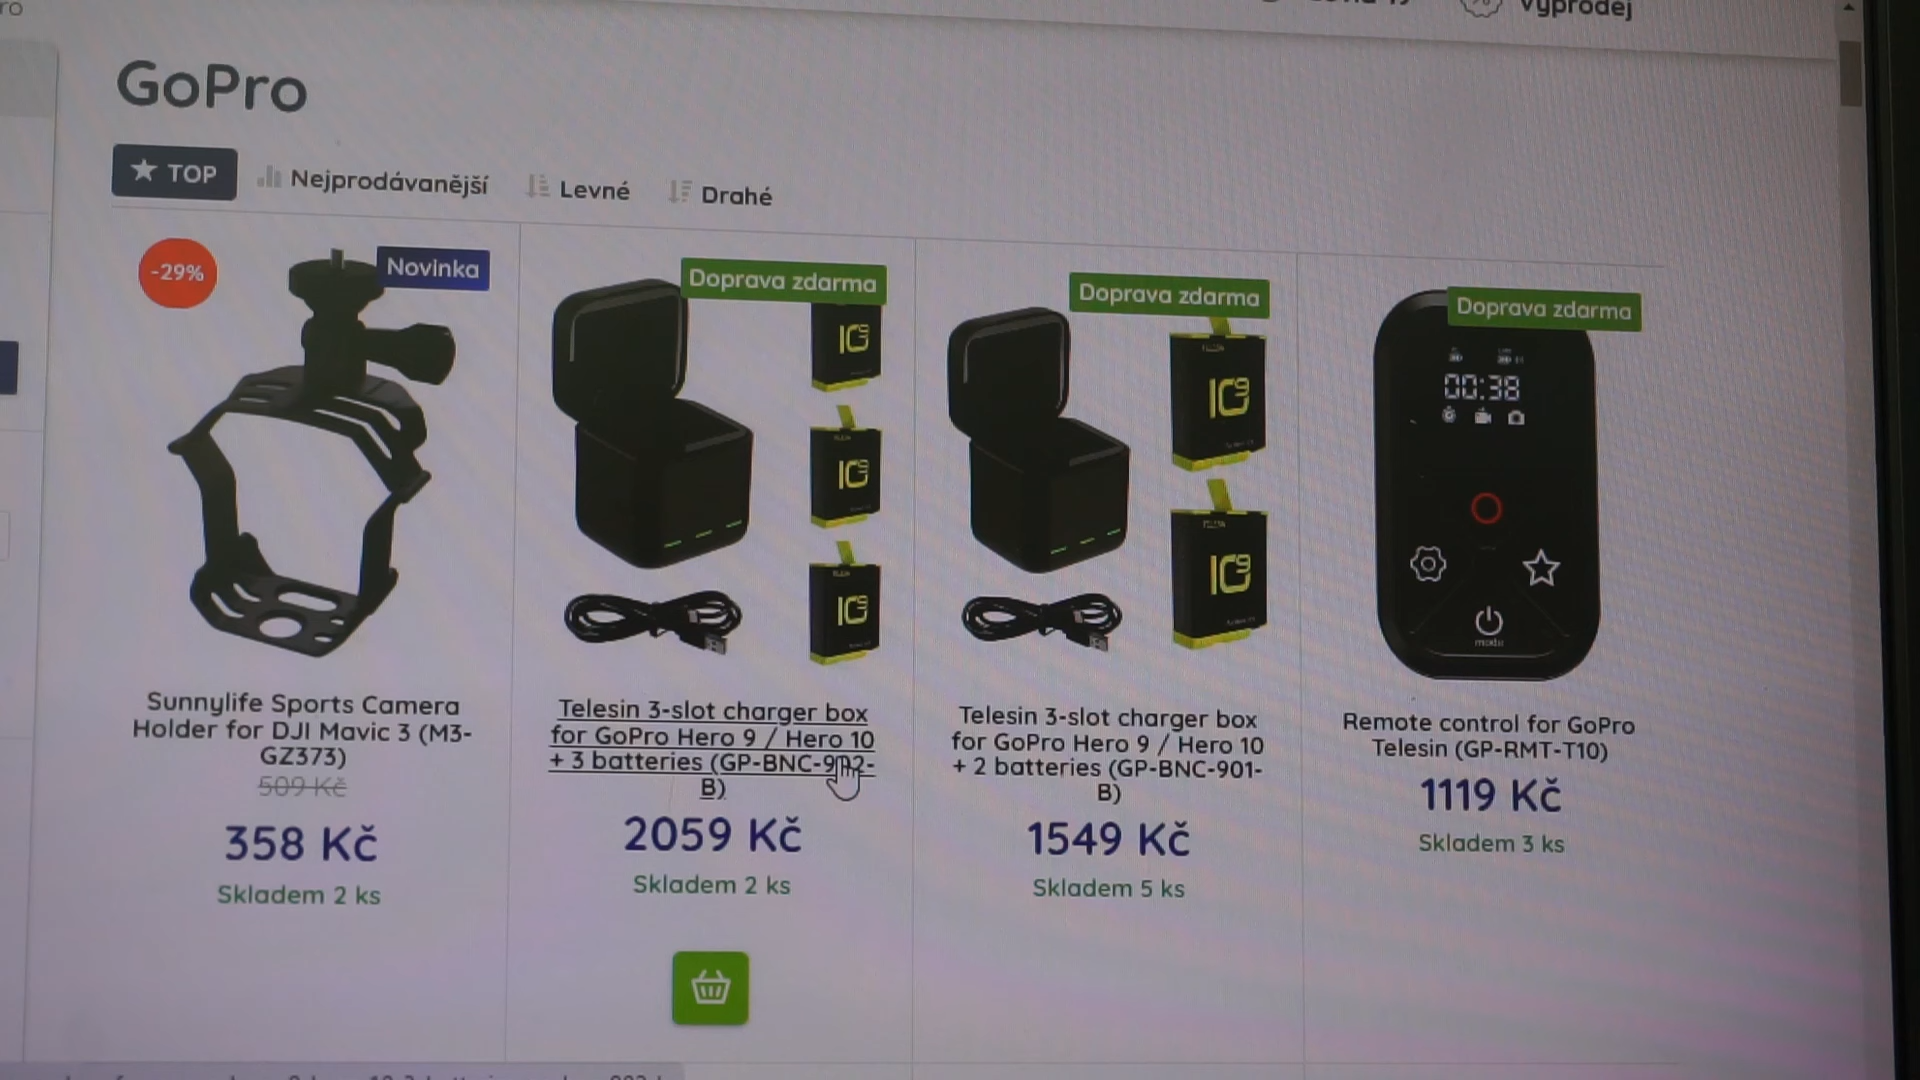 Výprodej
GoPro
TOP
Nejprodávanější
Levné
Drahé
-29%
Novinka
Sunnylife Sports Camera
Holder for DJI Mavic 3 (M3-
GZ373)
509 Kč
358 Kč
Skladem 2 ks
Doprava zdarma
Telesin 3-slot charger box
for GoPro Hero 9 / Hero 10
+ 3 batteries (GP-BNC-902-
B)
2059 Kč
Skladem 2 ks
Doprava zdarma
Telesin 3-slot charger box
for GoPro Hero 9 / Hero 10
+ 2 batteries (GP-BNC-901-
B)
1549 Kč
Skladem 5 ks
Doprava zdarma
00:38
mode
Remote control for GoPro
Telesin (GP-RMT-T10)
1119 Kč
Skladem 3 ks